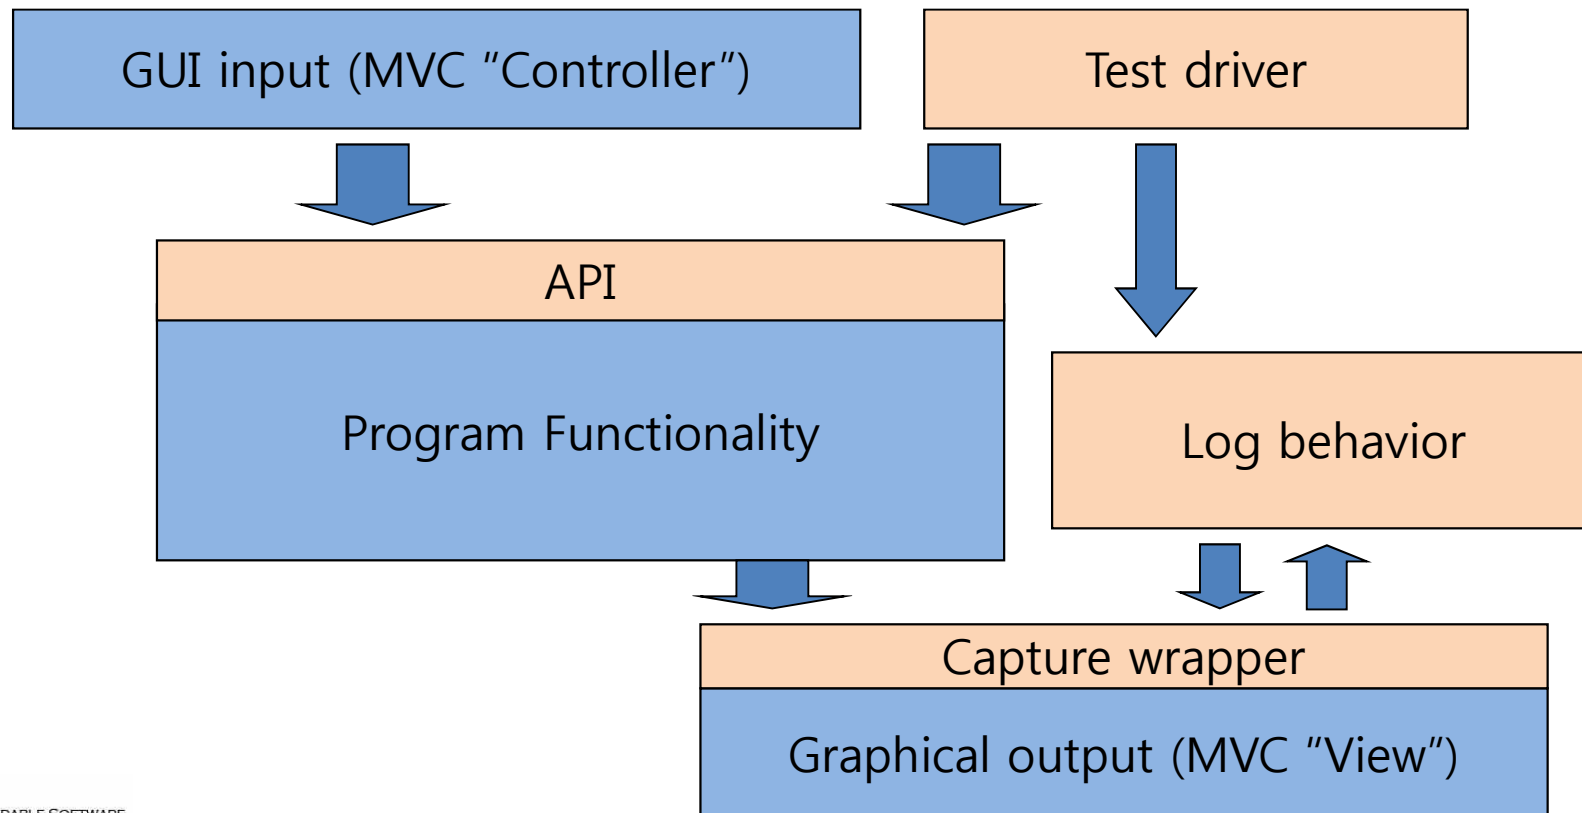 GUI input (MVC "Controller")
Test driver
API
Program Functionality
Log behavior
Capture wrapper
Graphical output (MVC "View")